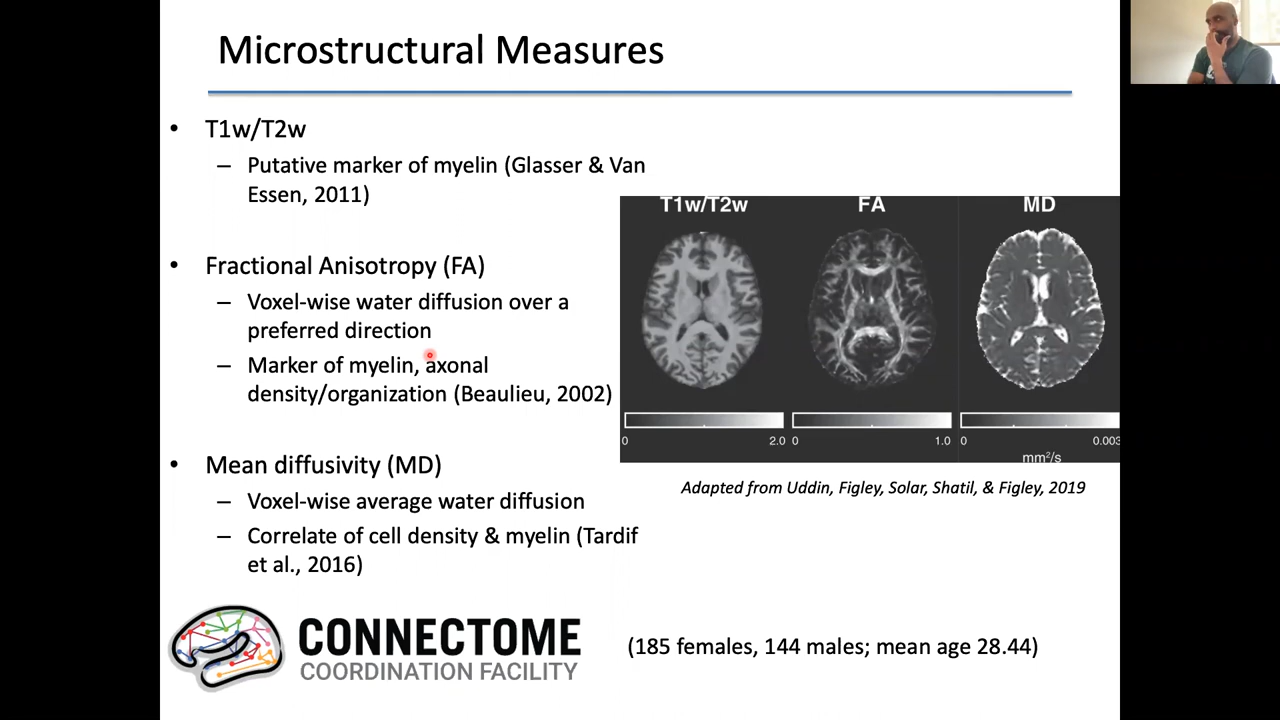 Microstructural Measures
• T1w/T2w
– Putative marker of myelin (Glasser & Van
Essen, 2011)
• Fractional Anisotropy (FA)
– Voxel-wise water diffusion over a
preferred direction
– Marker of myelin, axonal
density/organization (Beaulieu, 2002)
• Mean diffusivity (MD)
– Voxel-wise average water diffusion
– Correlate of cell density & myelin (Tardif
et al., 2016)
T1w/T2w FA MD
0 2.0 0 1.0 0 0.003
mm²/s
Adapted from Uddin, Figley, Solar, Shatil, & Figley, 2019
CONNECTOME
COORDINATION FACILITY
(185 females, 144 males; mean age 28.44)